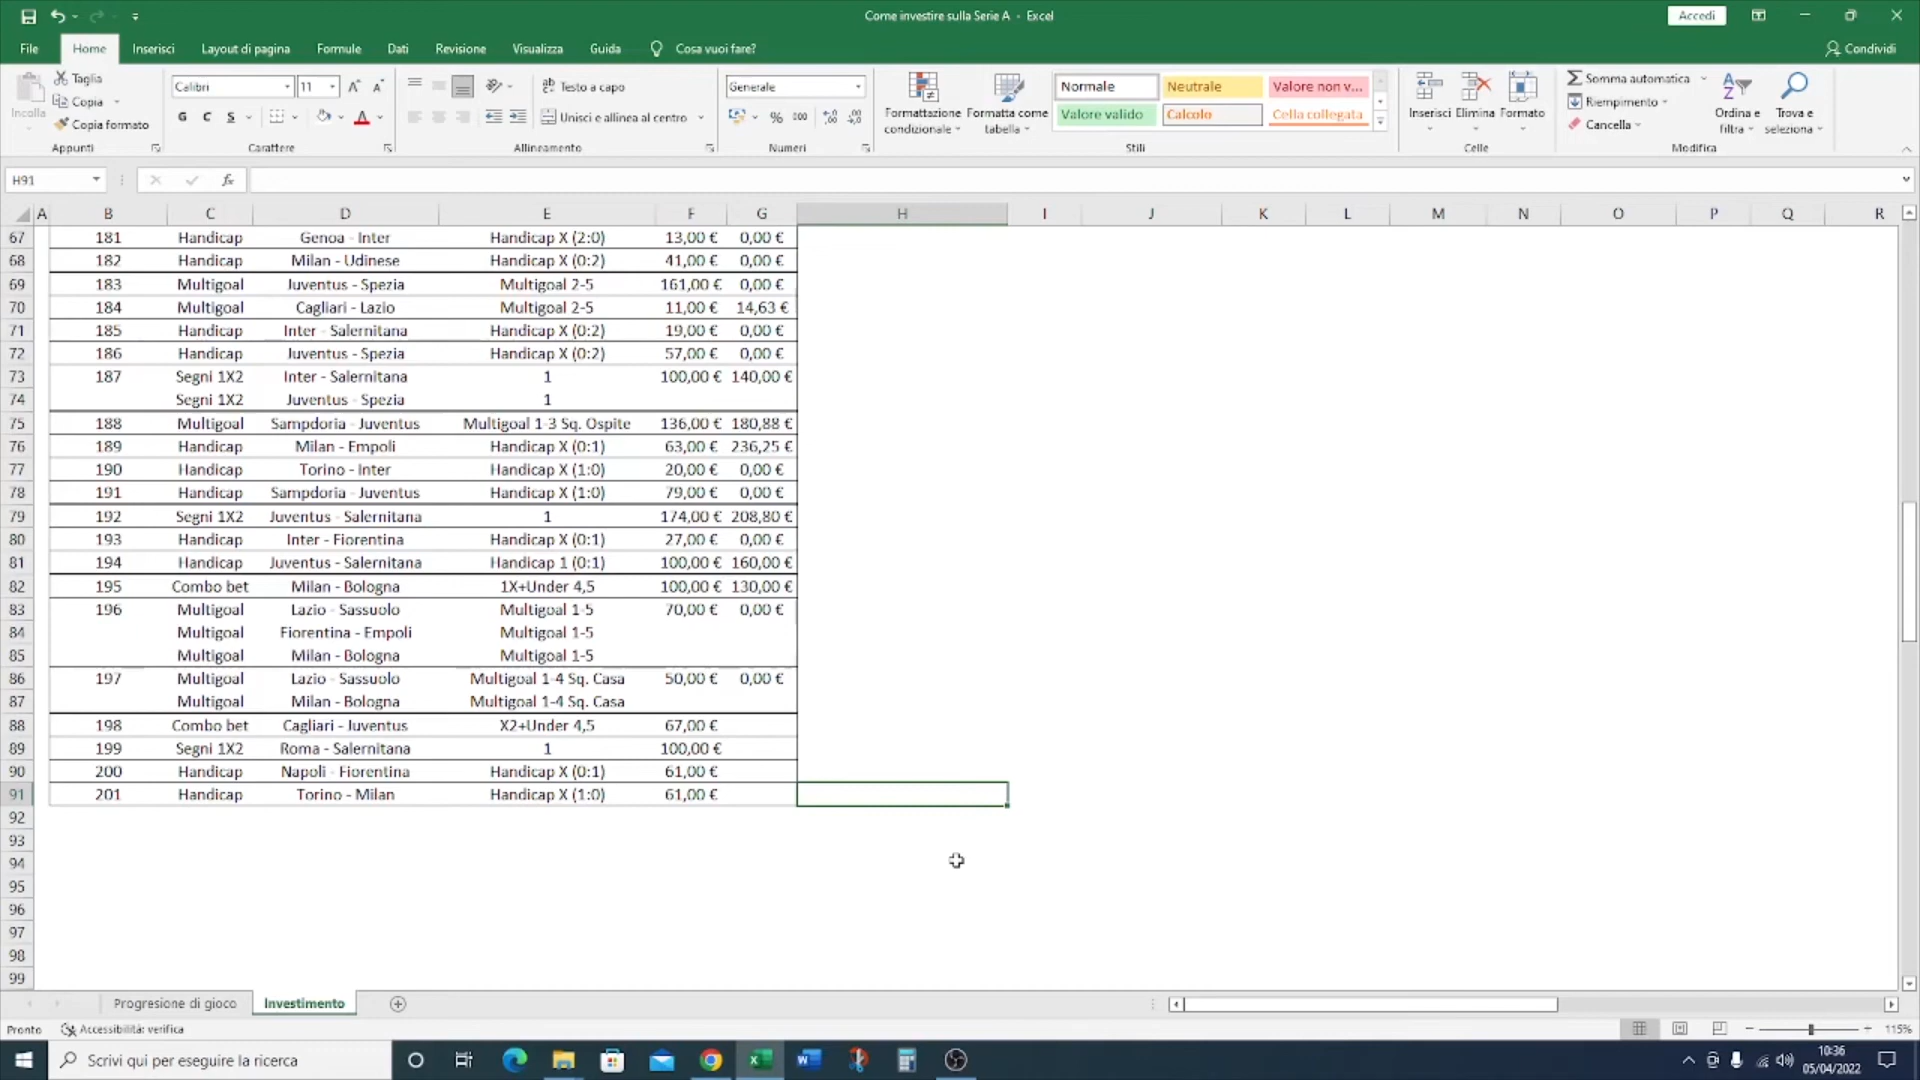 Come investire sulla Serie A - Excel
Accedi
File Home Inserisci Layout di pagina Formule Dati Revisione Visualizza Guida Cosa vuoi fare? Condividi
Incolla
Taglia
Copia
Copia formato
Appunti
Calibri 11
G C S
Carattere
Testo a capo
Unisci e allinea al centro
Allineamento
Generale
% 000
Numeri
Formattazione condizionale
Formatta come tabella
Normale Neutrale Valore non v...
Valore valido Calcolo Cella collegata
Stili
Inserisci Elimina Formato
Celle
Somma automatica
Riempimento
Cancella
Ordina e filtra
Trova e seleziona
Modifica
H91 fx
A B C D E F G H I J K L M N O P Q R
67 181 Handicap Genoa - Inter Handicap X (2:0) 13,00 € 0,00 €
68 182 Handicap Milan - Udinese Handicap X (0:2) 41,00 € 0,00 €
69 183 Multigoal Juventus - Spezia Multigoal 2-5 161,00 € 0,00 €
70 184 Multigoal Cagliari - Lazio Multigoal 2-5 11,00 € 14,63 €
71 185 Handicap Inter - Salernitana Handicap X (0:2) 19,00 € 0,00 €
72 186 Handicap Juventus - Spezia Handicap X (0:2) 57,00 € 0,00 €
73 187 Segni 1X2 Inter - Salernitana 1 100,00 € 140,00 €
74 Segni 1X2 Juventus - Spezia 1
75 188 Multigoal Sampdoria - Juventus Multigoal 1-3 Sq. Ospite 136,00 € 180,88 €
76 189 Handicap Milan - Empoli Handicap X (0:1) 63,00 € 236,25 €
77 190 Handicap Torino - Inter Handicap X (1:0) 20,00 € 0,00 €
78 191 Handicap Sampdoria - Juventus Handicap X (1:0) 79,00 € 0,00 €
79 192 Segni 1X2 Juventus - Salernitana 1 174,00 € 208,80 €
80 193 Handicap Inter - Fiorentina Handicap X (0:1) 27,00 € 0,00 €
81 194 Handicap Juventus - Salernitana Handicap 1 (0:1) 100,00 € 160,00 €
82 195 Combo bet Milan - Bologna 1X+Under 4,5 100,00 € 130,00 €
83 196 Multigoal Lazio - Sassuolo Multigoal 1-5 70,00 € 0,00 €
84 Multigoal Fiorentina - Empoli Multigoal 1-5
85 Multigoal Milan - Bologna Multigoal 1-5
86 197 Multigoal Lazio - Sassuolo Multigoal 1-4 Sq. Casa 50,00 € 0,00 €
87 Multigoal Milan - Bologna Multigoal 1-4 Sq. Casa
88 198 Combo bet Cagliari - Juventus X2+Under 4,5 67,00 €
89 199 Segni 1X2 Roma - Salernitana 1 100,00 €
90 200 Handicap Napoli - Fiorentina Handicap X (0:1) 61,00 €
91 201 Handicap Torino - Milan Handicap X (1:0) 61,00 €
92
93
94
95
96
97
98
99
Progresione di gioco Investimento
Pronto Accessibilità: verifica 115%
Scrivi qui per eseguire la ricerca
10:36
05/04/2022